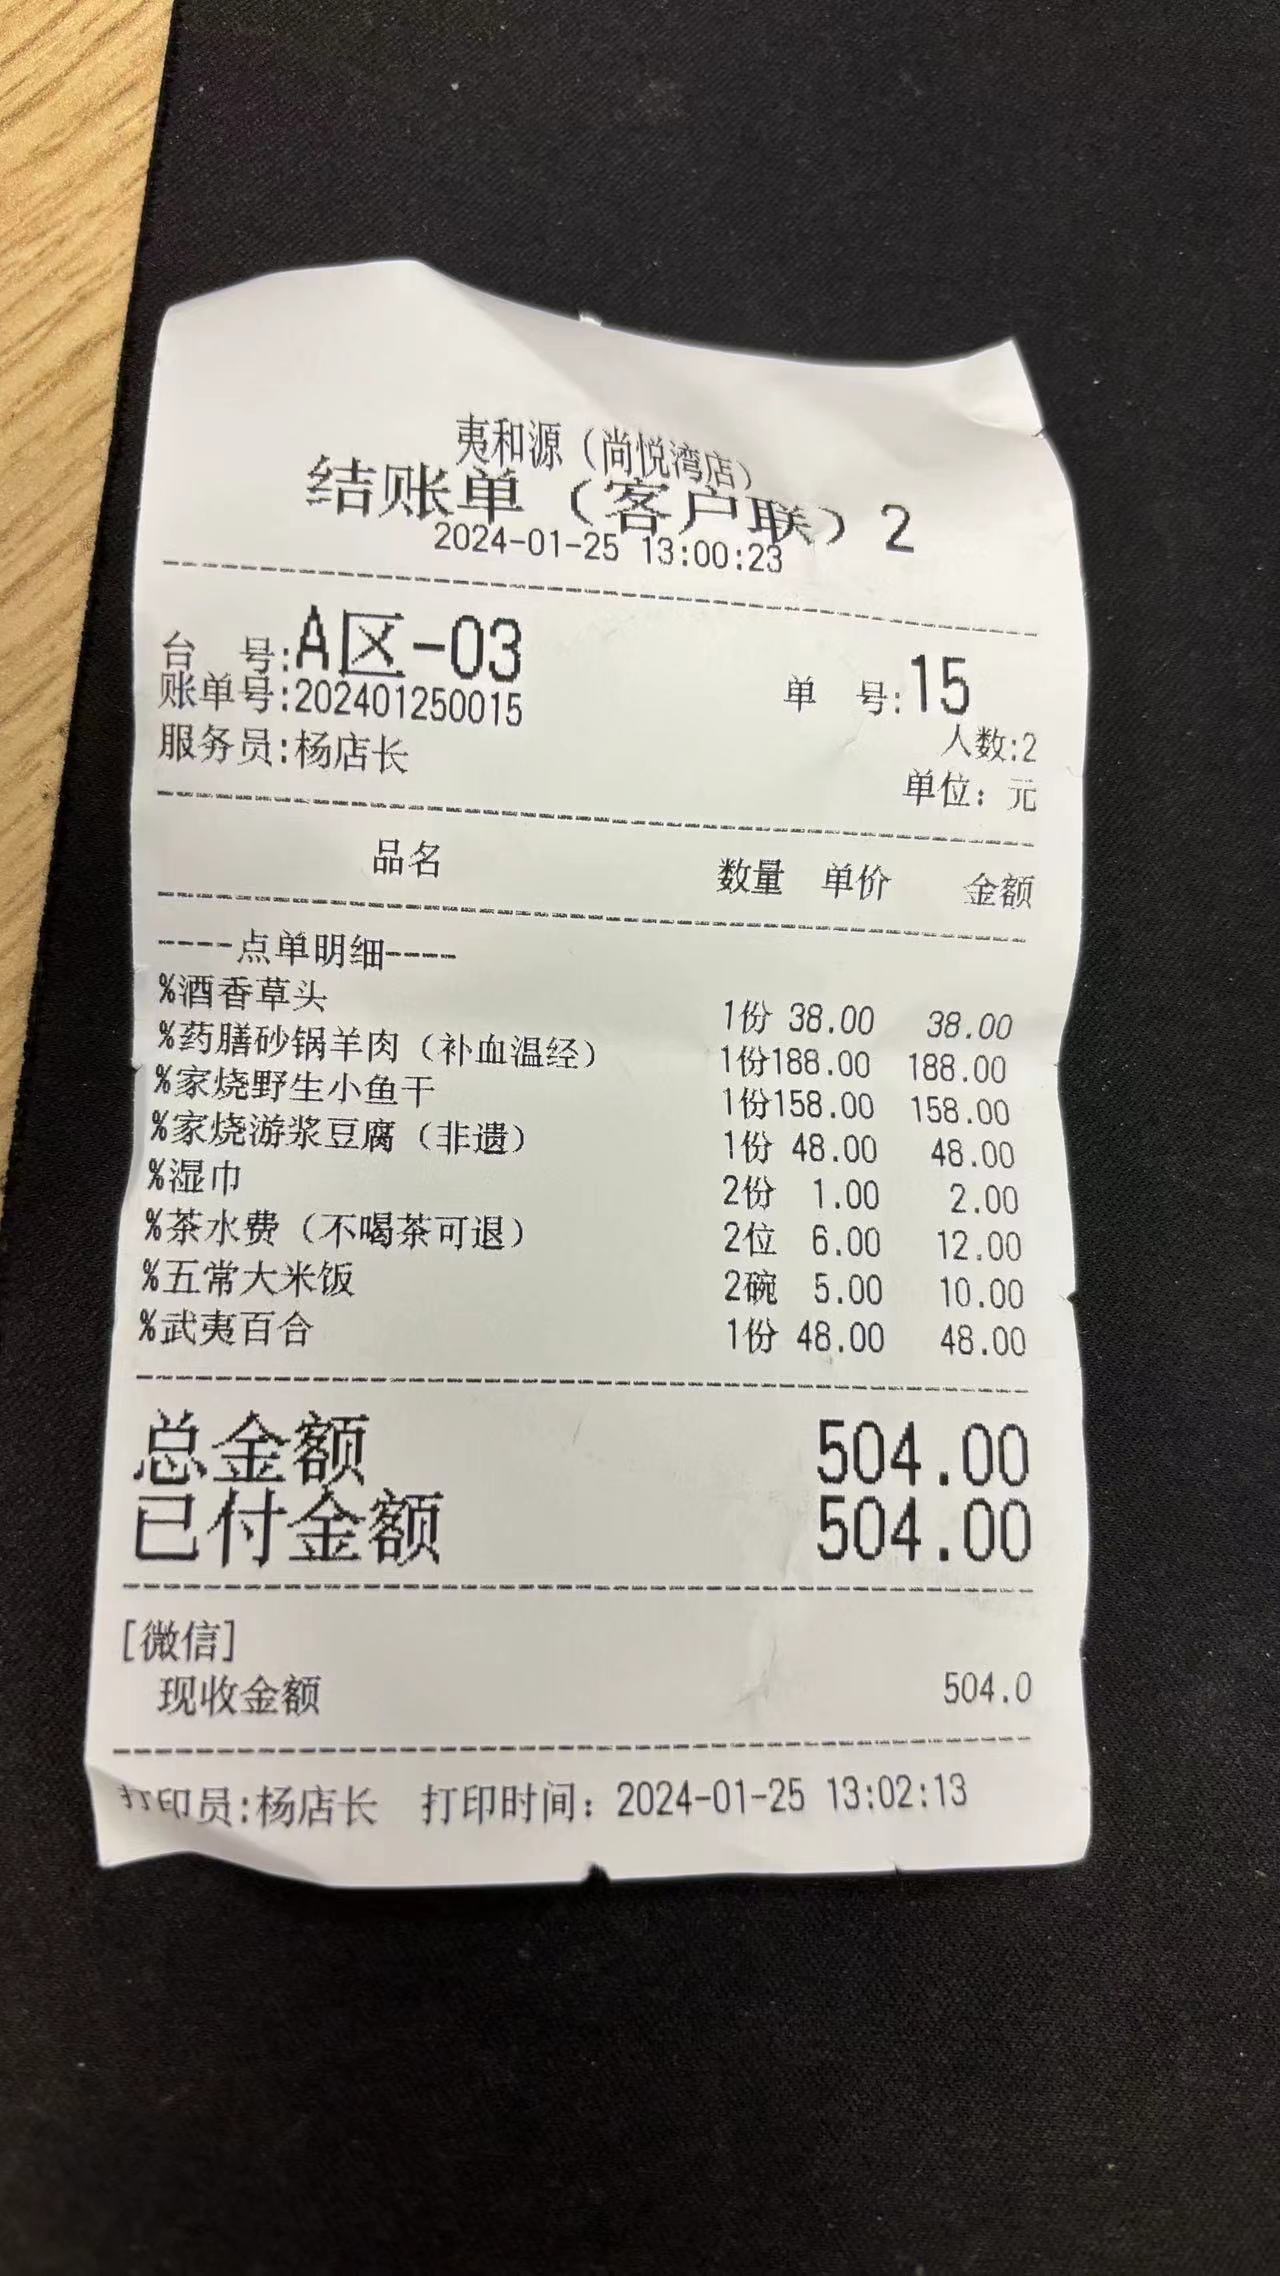 夷和源（尚悦湾店）
结账单（客户联）2
2024-01-25 13:00:23
台 号:A区-03 单 号:15
账单号:202401250015 人数:2
服务员:杨店长 单位：元
品名 数量 单价 金额
----点单明细----
%酒香草头 1份 38.00 38.00
%药膳砂锅羊肉（补血温经） 1份188.00 188.00
%家烧野生小鱼干 1份158.00 158.00
%家烧游浆豆腐（非遗） 1份 48.00 48.00
%湿巾 2份 1.00 2.00
%茶水费（不喝茶可退） 2位 6.00 12.00
%五常大米饭 2碗 5.00 10.00
%武夷百合 1份 48.00 48.00
总金额 504.00
已付金额 504.00
[微信]
现收金额 504.0
打印员:杨店长 打印时间：2024-01-25 13:02:13